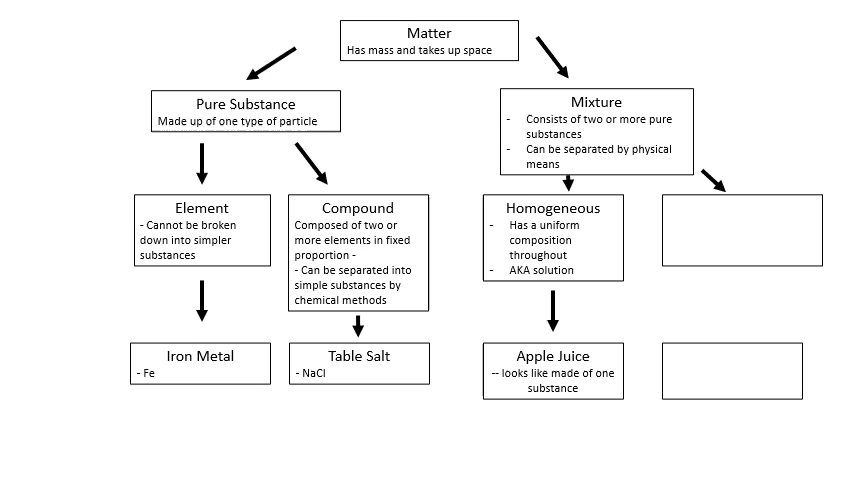 Matter
Has mass and takes up space
Pure Substance
Made up of one type of particle
Mixture
- Consists of two or more pure
substances
- Can be separated by physical
means
Element
- Cannot be broken
down into simpler
substances
Compound
Composed of two or
more elements in fixed
proportion -
- Can be separated into
simple substances by
chemical methods
Homogeneous
- Has a uniform
composition
throughout
- AKA solution
Iron Metal
- Fe
Table Salt
- NaCl
Apple Juice
-- looks like made of one
substance